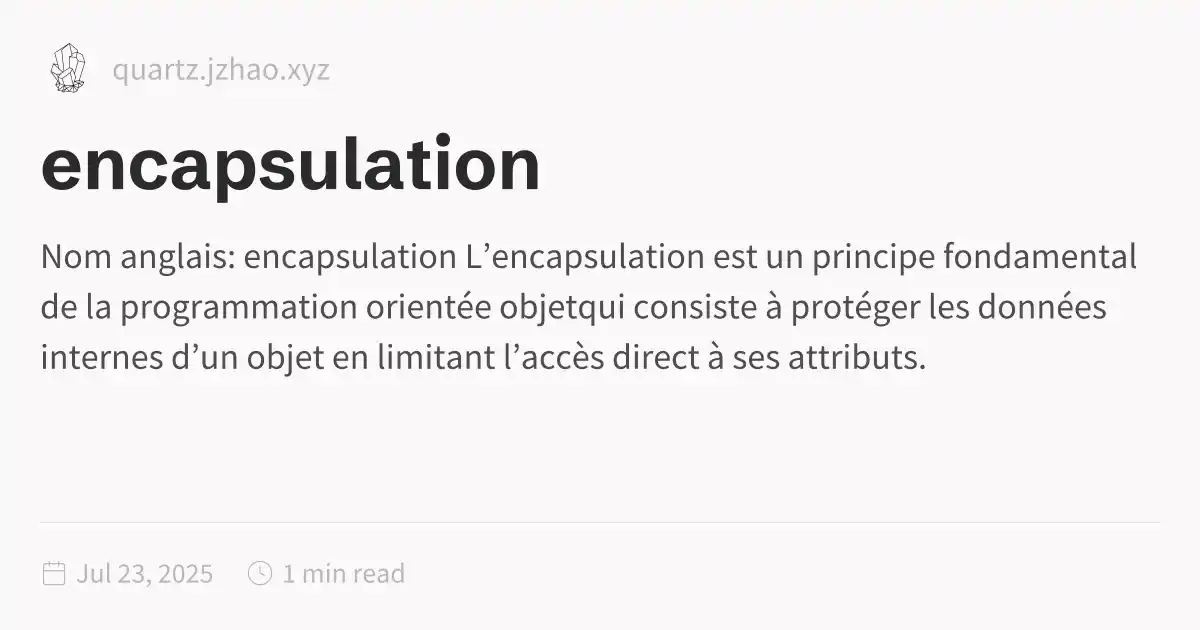 quartz.jzhao.xyz
encapsulation
Nom anglais: encapsulation L’encapsulation est un principe fondamental
de la programmation orientée objetqui consiste à protéger les données
internes d’un objet en limitant l’accès direct à ses attributs.
Jul 23, 2025 1 min read